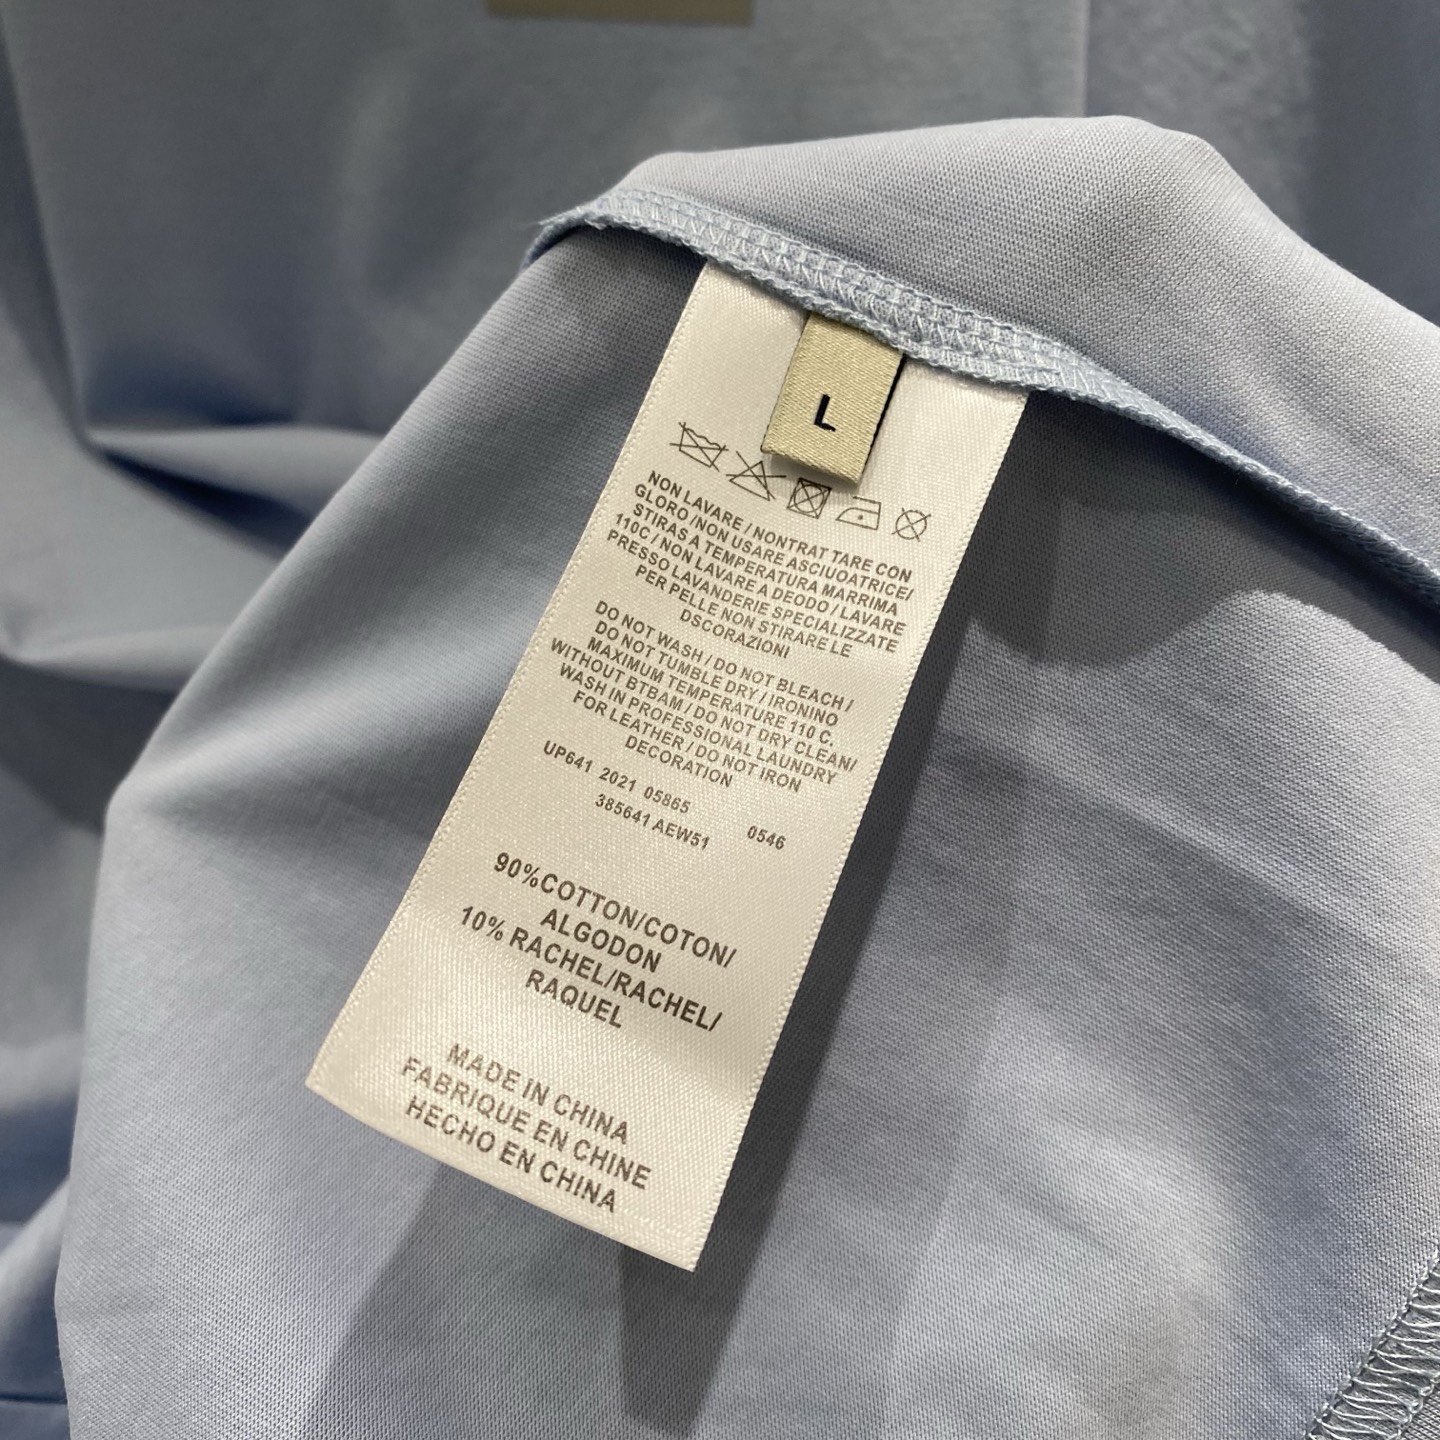 L
NON LAVARE / NONTRAT TARE CON
GLORO /NON USARE ASCIUOATRICE/
STIRAS A TEMPERATURA MARRIMA
110C / NON LAVARE A DEODO / LAVARE
PRESSO LAVANDERIE SPECIALIZZATE
PER PELLE NON STIRARE LE
DSCORAZIONI
DO NOT WASH / DO NOT BLEACH /
DO NOT TUMBLE DRY / IRONINO
MAXIMUM TEMPERATURE 110 C.
WITHOUT BTBAM / DO NOT DRY CLEAN/
WASH IN PROFESSIONAL LAUNDRY
FOR LEATHER / DO NOT IRON
DECORATION
UP641 2021 05865
385641 AEW51 0546
90%COTTON/COTON/
ALGODON
10% RACHEL/RACHEL/
RAQUEL
MADE IN CHINA
FABRIQUE EN CHINE
HECHO EN CHINA